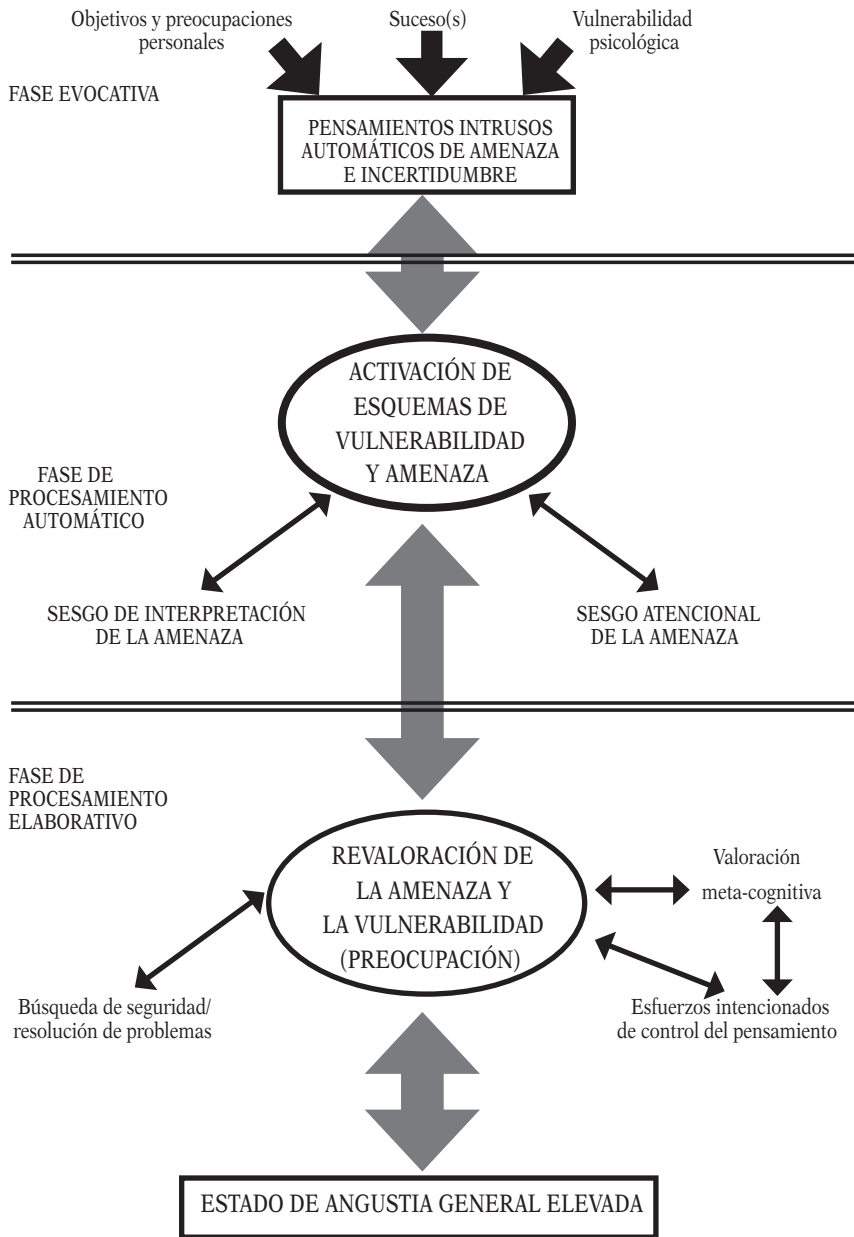 Objetivos y preocupaciones
personales
Suceso(s)
Vulnerabilidad
psicológica
FASE EVOCATIVA
PENSAMIENTOS INTRUSOS
AUTOMÁTICOS DE AMENAZA
E INCERTIDUMBRE
ACTIVACIÓN DE
ESQUEMAS DE
VULNERABILIDAD
Y AMENAZA
FASE DE
PROCESAMIENTO
AUTOMÁTICO
SESGO DE INTERPRETACIÓN
DE LA AMENAZA
SESGO ATENCIONAL
DE LA AMENAZA
FASE DE
PROCESAMIENTO
ELABORATIVO
REVALORACIÓN DE
LA AMENAZA Y
LA VULNERABILIDAD
(PREOCUPACIÓN)
Valoración
meta-cognitiva
Búsqueda de seguridad/
resolución de problemas
Esfuerzos intencionados
de control del pensamiento
ESTADO DE ANGUSTIA GENERAL ELEVADA